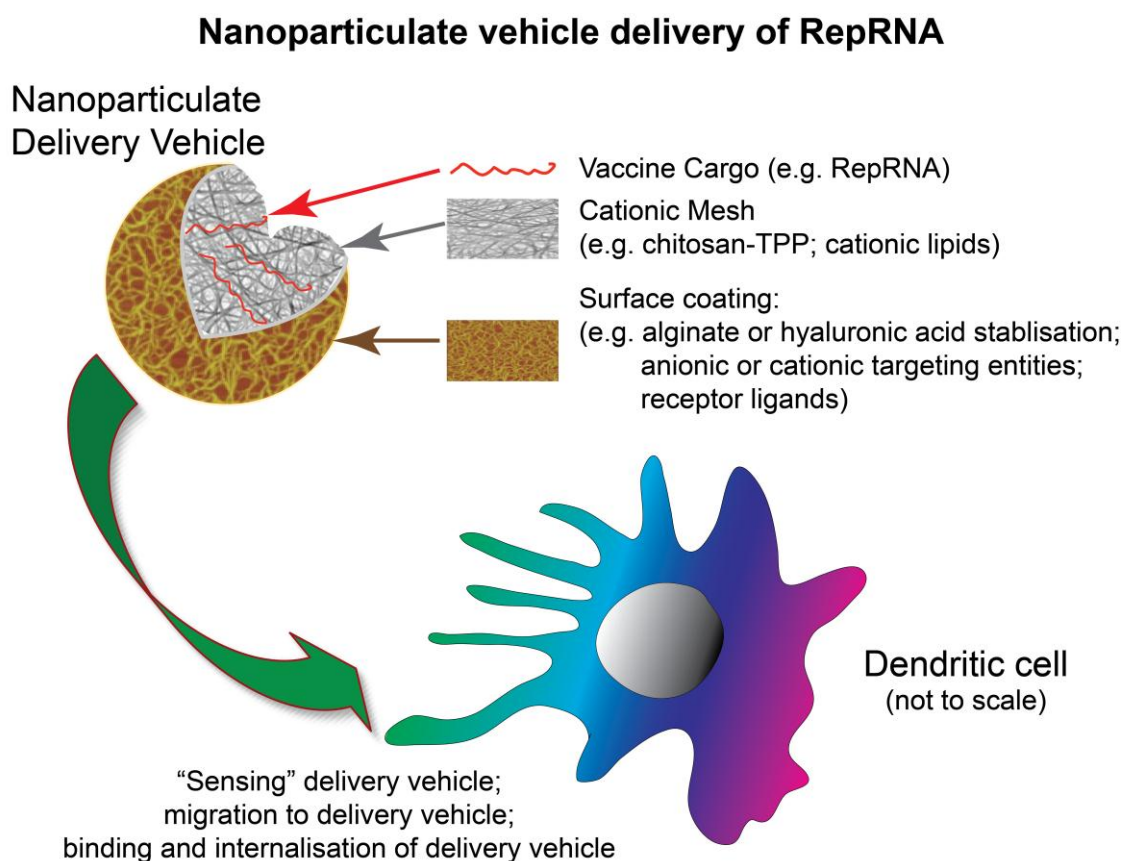 Nanoparticulate vehicle delivery of RepRNA
Nanoparticulate
Delivery Vehicle
Vaccine Cargo (e.g. RepRNA)
Cationic Mesh
(e.g. chitosan-TPP; cationic lipids)
Surface coating:
(e.g. alginate or hyaluronic acid stablisation;
anionic or cationic targeting entities;
receptor ligands)
Dendritic cell
(not to scale)
“Sensing” delivery vehicle;
migration to delivery vehicle;
binding and internalisation of delivery vehicle